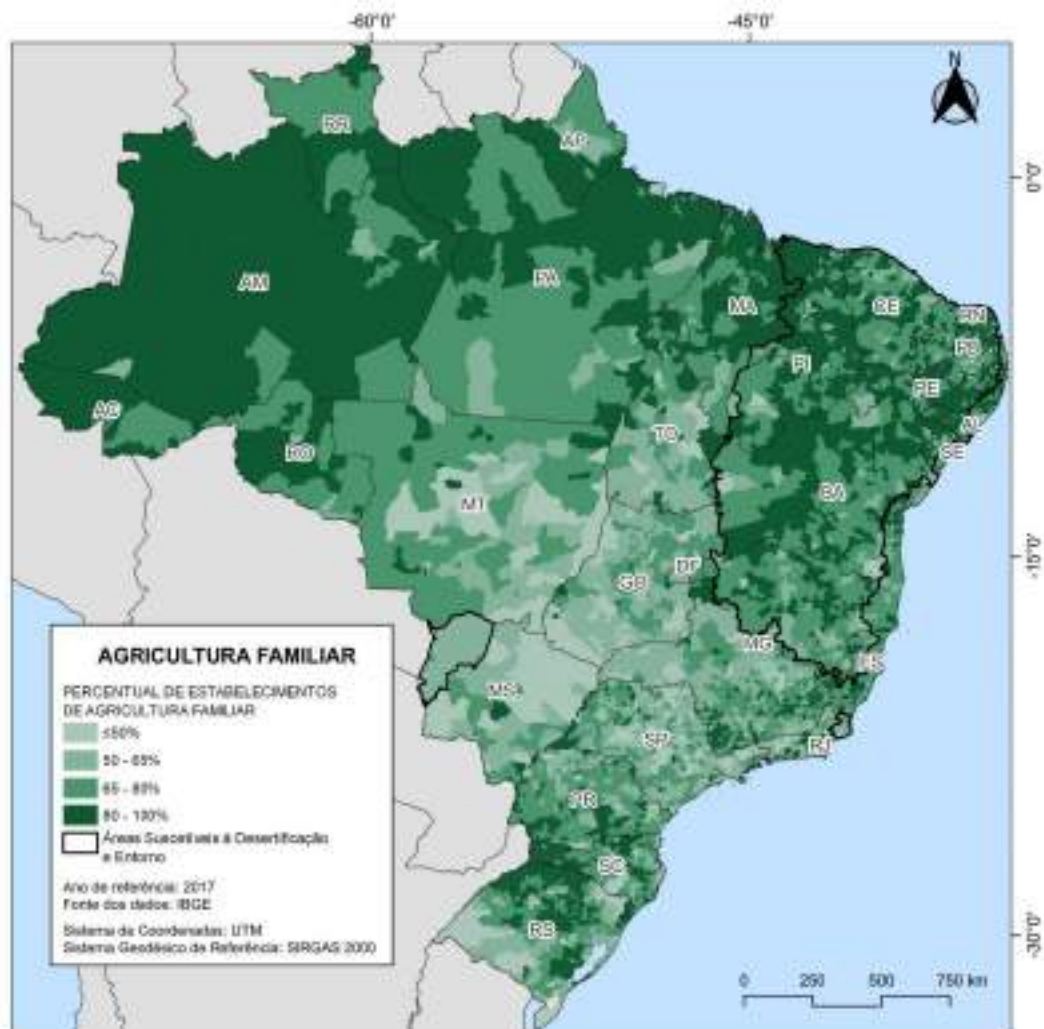 -60°0'
-45°0'
N
RR
AP
0°0'
AM
PA
MA
CE
RN
PB
PI
PE
AC
TO
AL
RO
SE
MT
BA
-15°0'
GO
DF
AGRICULTURA FAMILIAR
MG
ES
PERCENTUAL DE ESTABELECIMENTOS
DE AGRICULTURA FAMILIAR
MS
≤50%
50 - 65%
SP
RJ
65 - 80%
80 - 100%
PR
Áreas Suscetíveis à Desertificação
e Entorno
SC
Ano de referência: 2017
Fonte dos dados: IBGE
RS
Sistema de Coordenadas: UTM
Sistema Geodésico de Referência: SIRGAS 2000
-30°0'
0 250 500 750 km